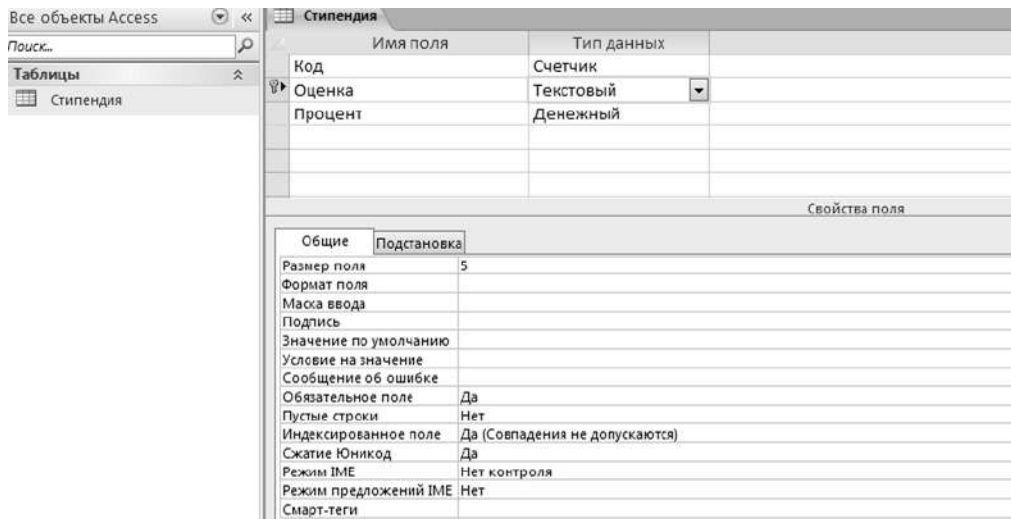 Все объекты Access «
Поиск...
Таблицы
Стипендия
Стипендия
Имя поля Тип данных
Код Счетчик
Оценка Текстовый
Процент Денежный
Свойства поля
Общие Подстановка
Размер поля 5
Формат поля
Маска ввода
Подпись
Значение по умолчанию
Условие на значение
Сообщение об ошибке
Обязательное поле Да
Пустые строки Нет
Индексированное поле Да (Совпадения не допускаются)
Сжатие Юникод Да
Режим IME Нет контроля
Режим предложений IME Нет
Смарт-теги